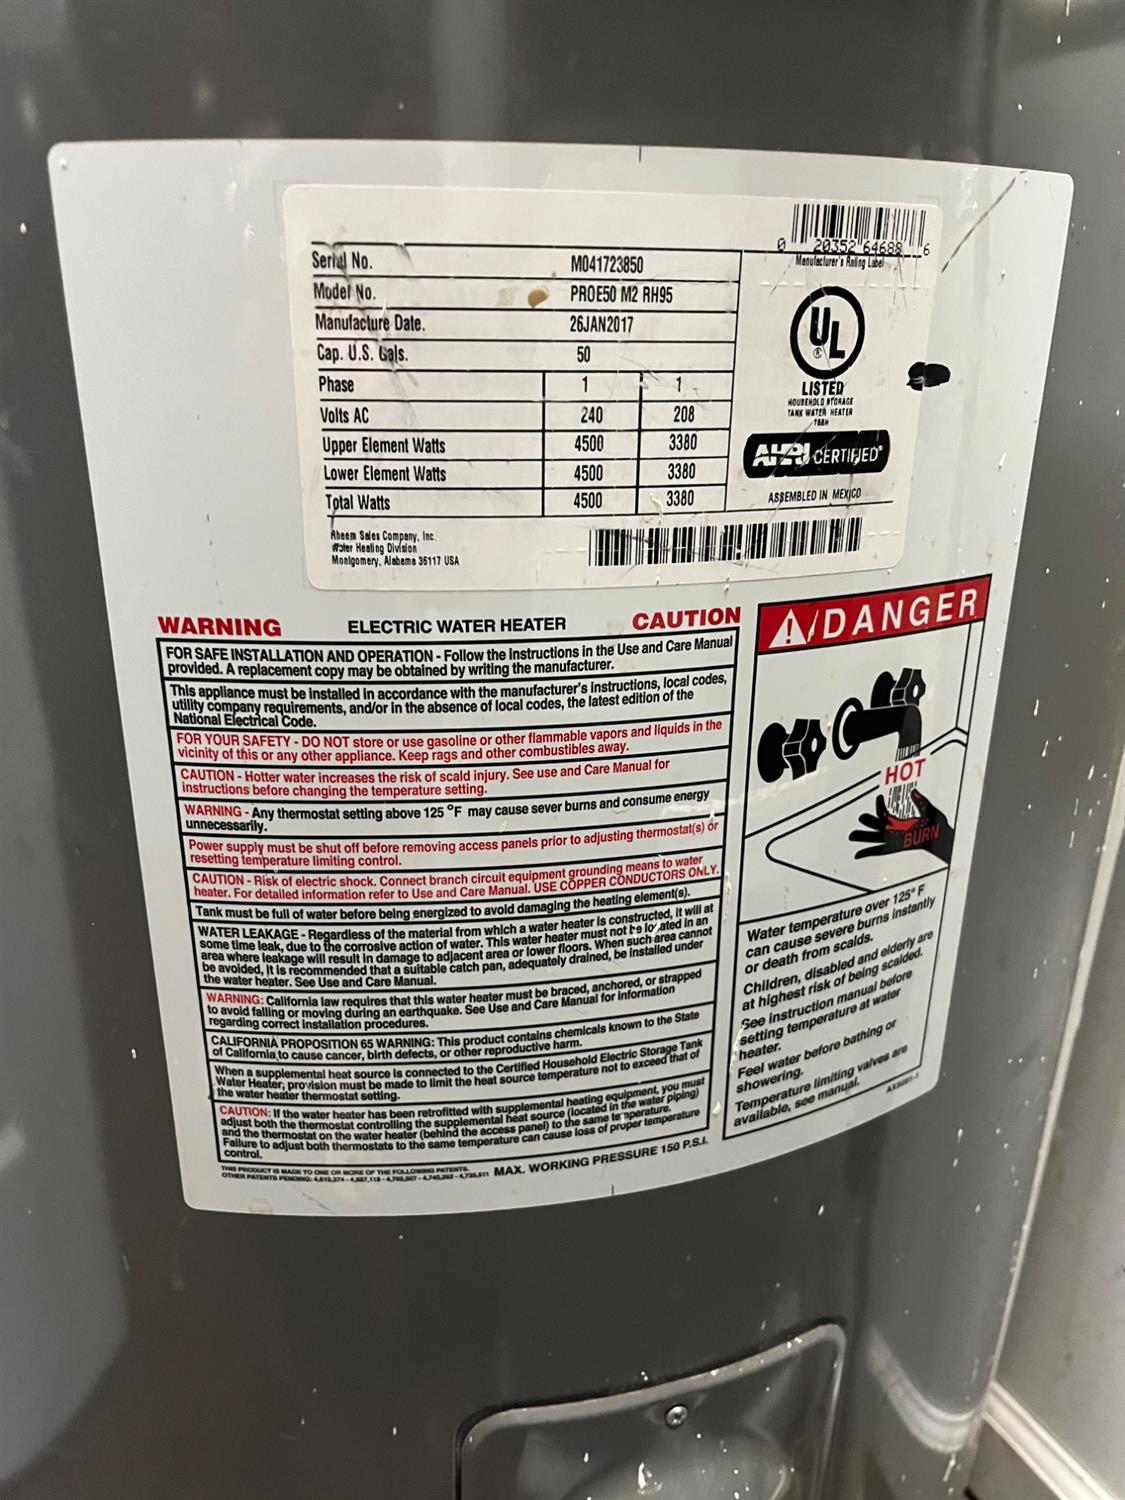 0 20352 64688 6
Manufacturer's Rating Label
Serial No. M041723850
Model No. PROE50 M2 RH95
Manufacture Date. 26JAN2017
Cap. U.S. Gals. 50
Phase 1 1
Volts AC 240 208
Upper Element Watts 4500 3380
Lower Element Watts 4500 3380
Total Watts 4500 3380
UL
®
LISTED
HOUSEHOLD STORAGE
TANK WATER HEATER
788H
AHRI CERTIFIED®
ASSEMBLED IN MEXICO
Rheem Sales Company, Inc.
Water Heating Division
Montgomery, Alabama 36117 USA
WARNING ELECTRIC WATER HEATER CAUTION
FOR SAFE INSTALLATION AND OPERATION - Follow the instructions in the Use and Care Manual
provided. A replacement copy may be obtained by writing the manufacturer.
This appliance must be installed in accordance with the manufacturer's instructions, local codes,
utility company requirements, and/or in the absence of local codes, the latest edition of the
National Electrical Code.
FOR YOUR SAFETY - DO NOT store or use gasoline or other flammable vapors and liquids in the
vicinity of this or any other appliance. Keep rags and other combustibles away.
CAUTION - Hotter water increases the risk of scald injury. See use and Care Manual for
instructions before changing the temperature setting.
WARNING - Any thermostat setting above 125 °F may cause sever burns and consume energy
unnecessarily.
Power supply must be shut off before removing access panels prior to adjusting thermostat(s) or
resetting temperature limiting control.
CAUTION - Risk of electric shock. Connect branch circuit equipment grounding means to water
heater. For detailed information refer to Use and Care Manual. USE COPPER CONDUCTORS ONLY.
Tank must be full of water before being energized to avoid damaging the heating element(s).
WATER LEAKAGE - Regardless of the material from which a water heater is constructed, it will at
some time leak, due to the corrosive action of water. This water heater must not be located in an
area where leakage will result in damage to adjacent area or lower floors. When such area cannot
be avoided, it is recommended that a suitable catch pan, adequately drained, be installed under
the water heater. See Use and Care Manual.
WARNING: California law requires that this water heater must be braced, anchored, or strapped
to avoid falling or moving during an earthquake. See Use and Care Manual for information
regarding correct installation procedures.
CALIFORNIA PROPOSITION 65 WARNING: This product contains chemicals known to the State
of California to cause cancer, birth defects, or other reproductive harm.
When a supplemental heat source is connected to the Certified Household Electric Storage Tank
Water Heater, provision must be made to limit the heat source temperature not to exceed that of
the water heater thermostat setting.
CAUTION: If the water heater has been retrofitted with supplemental heating equipment, you must
adjust both the thermostat controlling the supplemental heat source (located in the water piping)
and the thermostat on the water heater (behind the access panel) to the same temperature.
Failure to adjust both thermostats to the same temperature can cause loss of proper temperature
control.
THIS PRODUCT IS MADE TO ONE OR MORE OF THE FOLLOWING PATENTS.
OTHER PATENTS PENDING:
MAX. WORKING PRESSURE 150 P.S.I.
DANGER
HOT
BURN
Water temperature over 125° F
can cause severe burns instantly
or death from scalds.
Children, disabled and elderly are
at highest risk of being scalded.
See instruction manual before
setting temperature at water
heater.
Feel water before bathing or
showering.
Temperature limiting valves are
available, see manual.